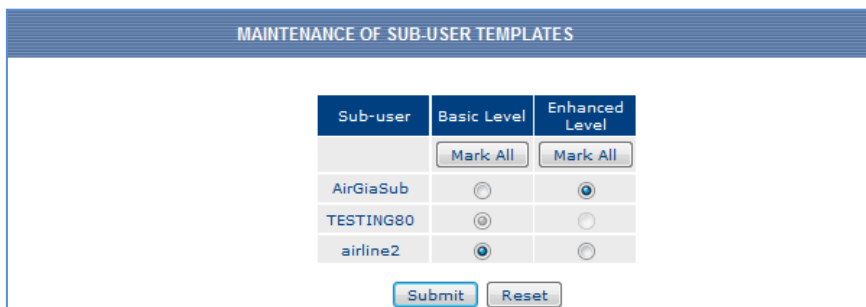 MAINTENANCE OF SUB-USER TEMPLATES
Sub-user Basic Level Enhanced Level
Mark All Mark All
AirGiaSub
TESTING80
airline2
Submit Reset